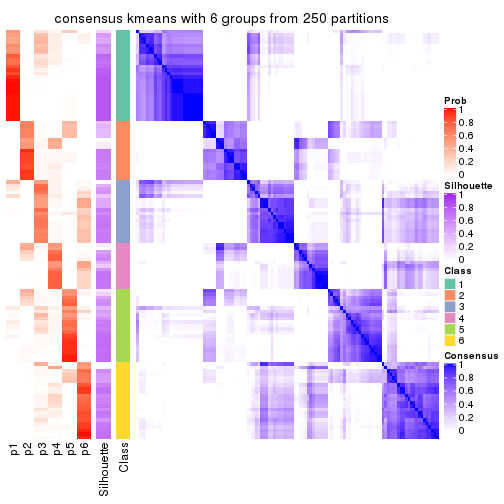 consensus kmeans with 6 groups from 250 partitions
Prob
1
0.8
0.6
0.4
0.2
0
Silhouette
1
0.8
0.6
0.4
0.2
0
Class
1
2
3
4
5
6
Consensus
1
0.8
0.6
0.4
0.2
0
p1
p2
p3
p4
p5
p6
Silhouette
Class